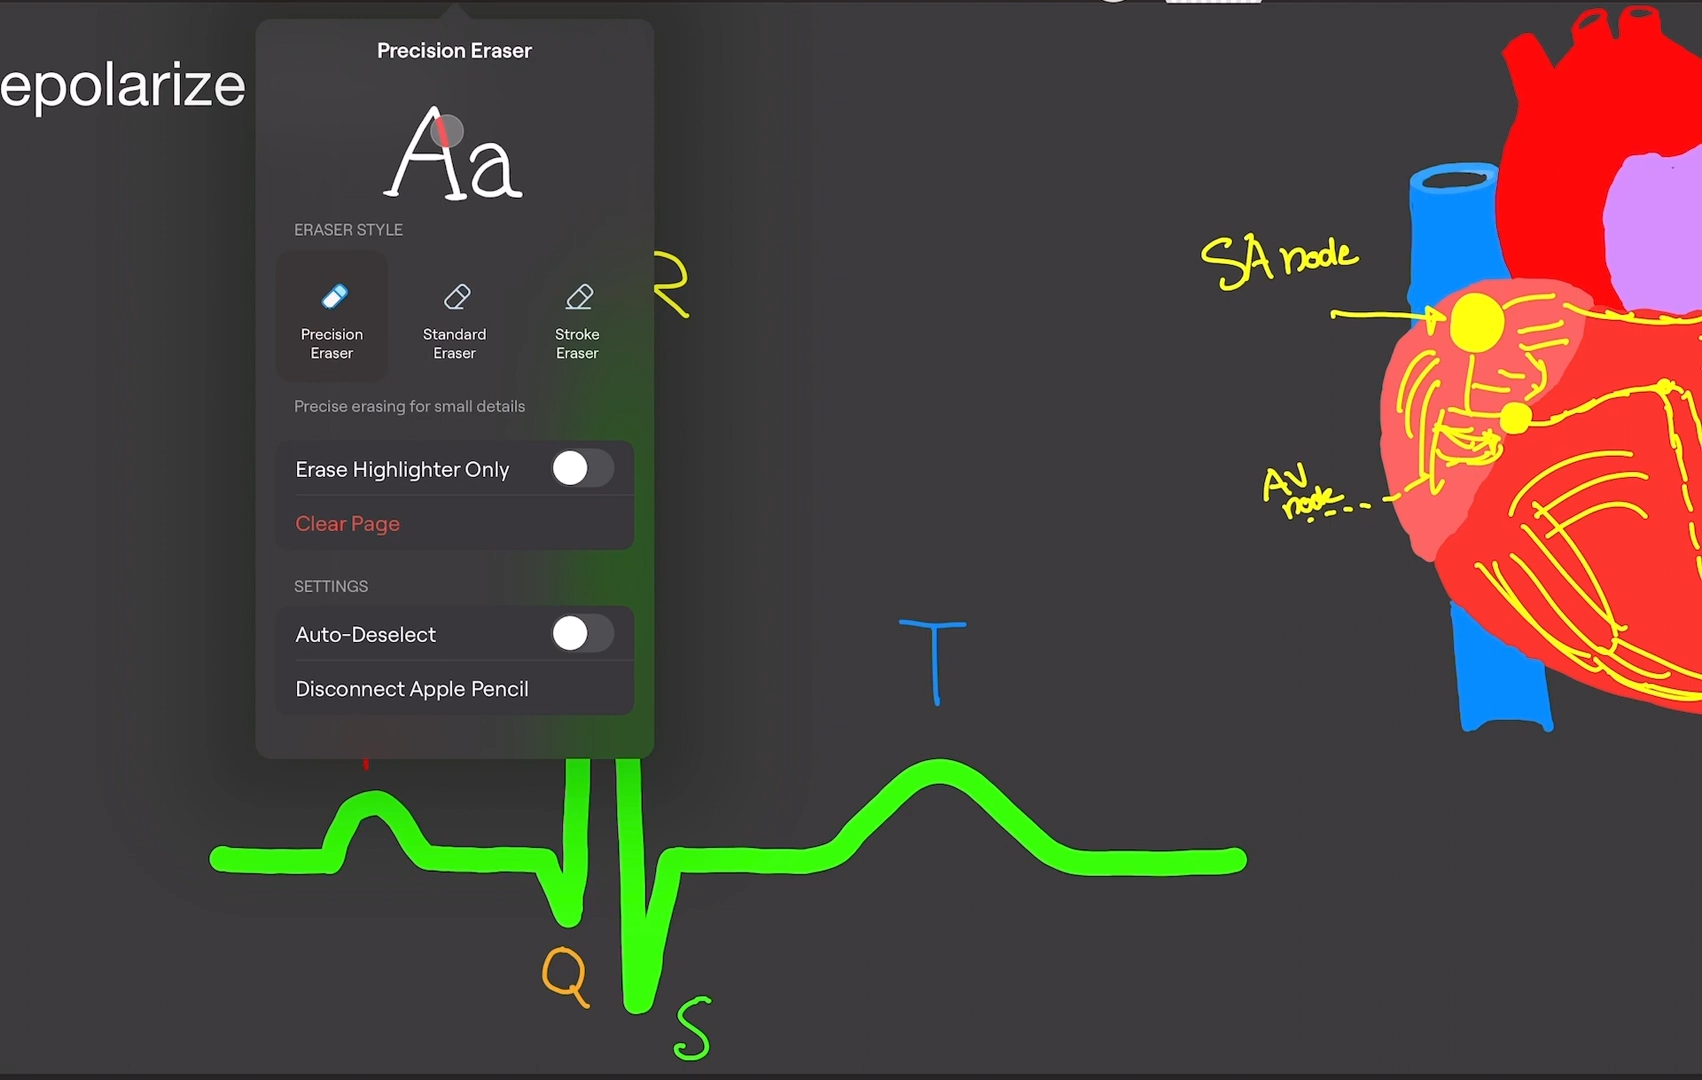 epolarize
Precision Eraser
Aa
ERASER STYLE
Precision Eraser
Standard Eraser
Stroke Eraser
Precise erasing for small details
Erase Highlighter Only
Clear Page
SETTINGS
Auto-Deselect
Disconnect Apple Pencil
R
T
Q
S
SA node
AV
node